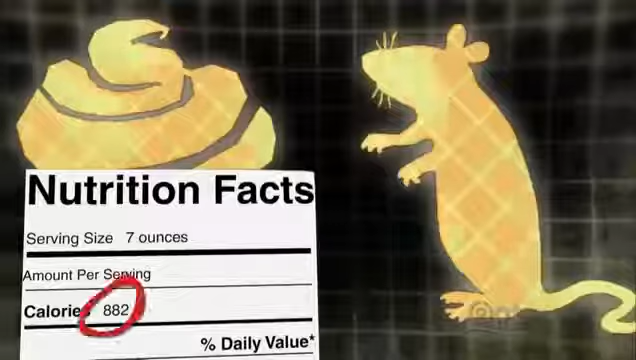 Nutrition Facts
Serving Size 7 ounces
Amount Per Serving
Calories 882
% Daily Value*